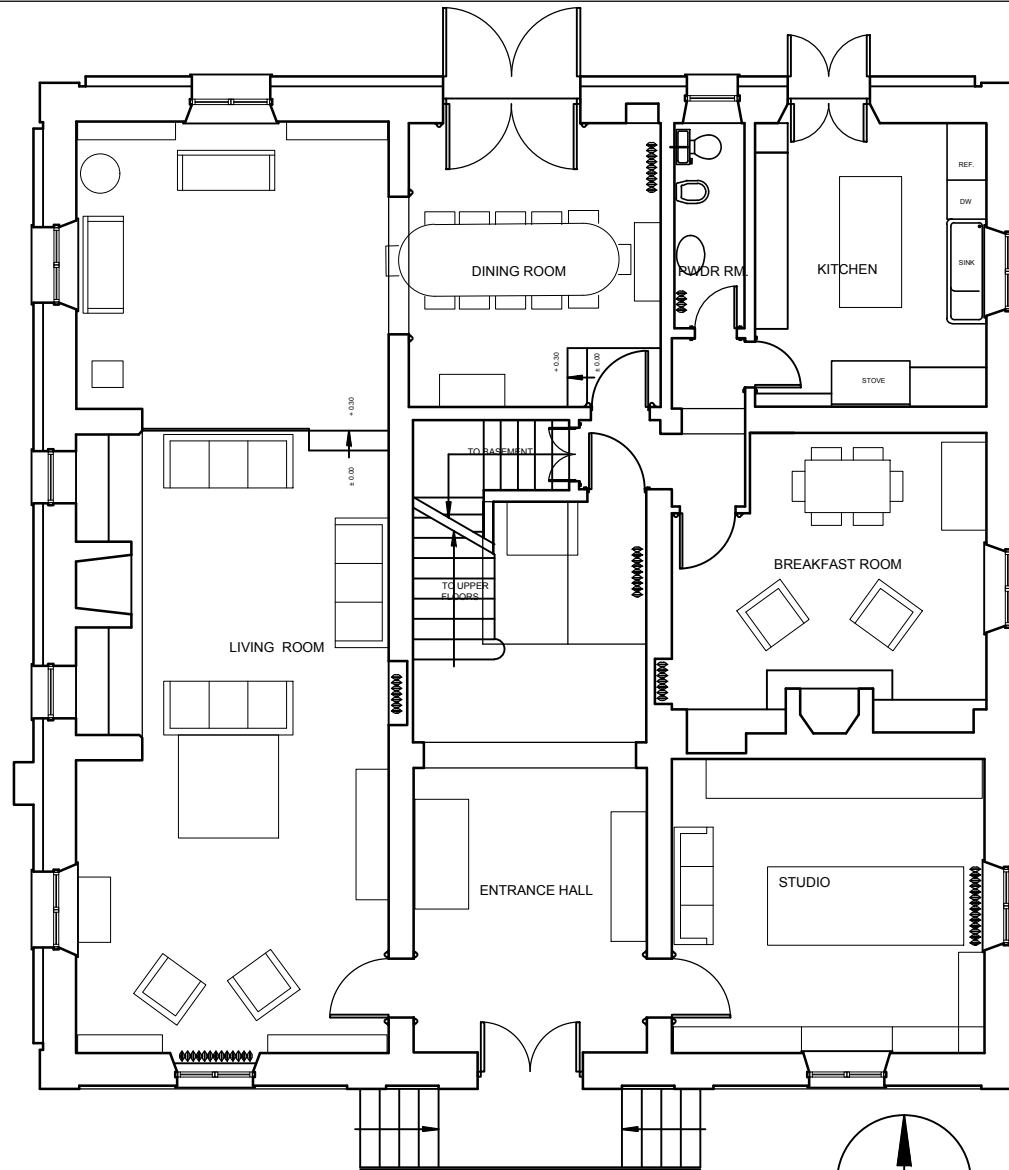 REF.
DW
DINING ROOM
PWDR RM.
KITCHEN
SINK
+ 0.30
± 0.00
STOVE
+ 0.30
± 0.00
TO BASEMENT
BREAKFAST ROOM
TO UPPER
FLOORS
LIVING ROOM
STUDIO
ENTRANCE HALL